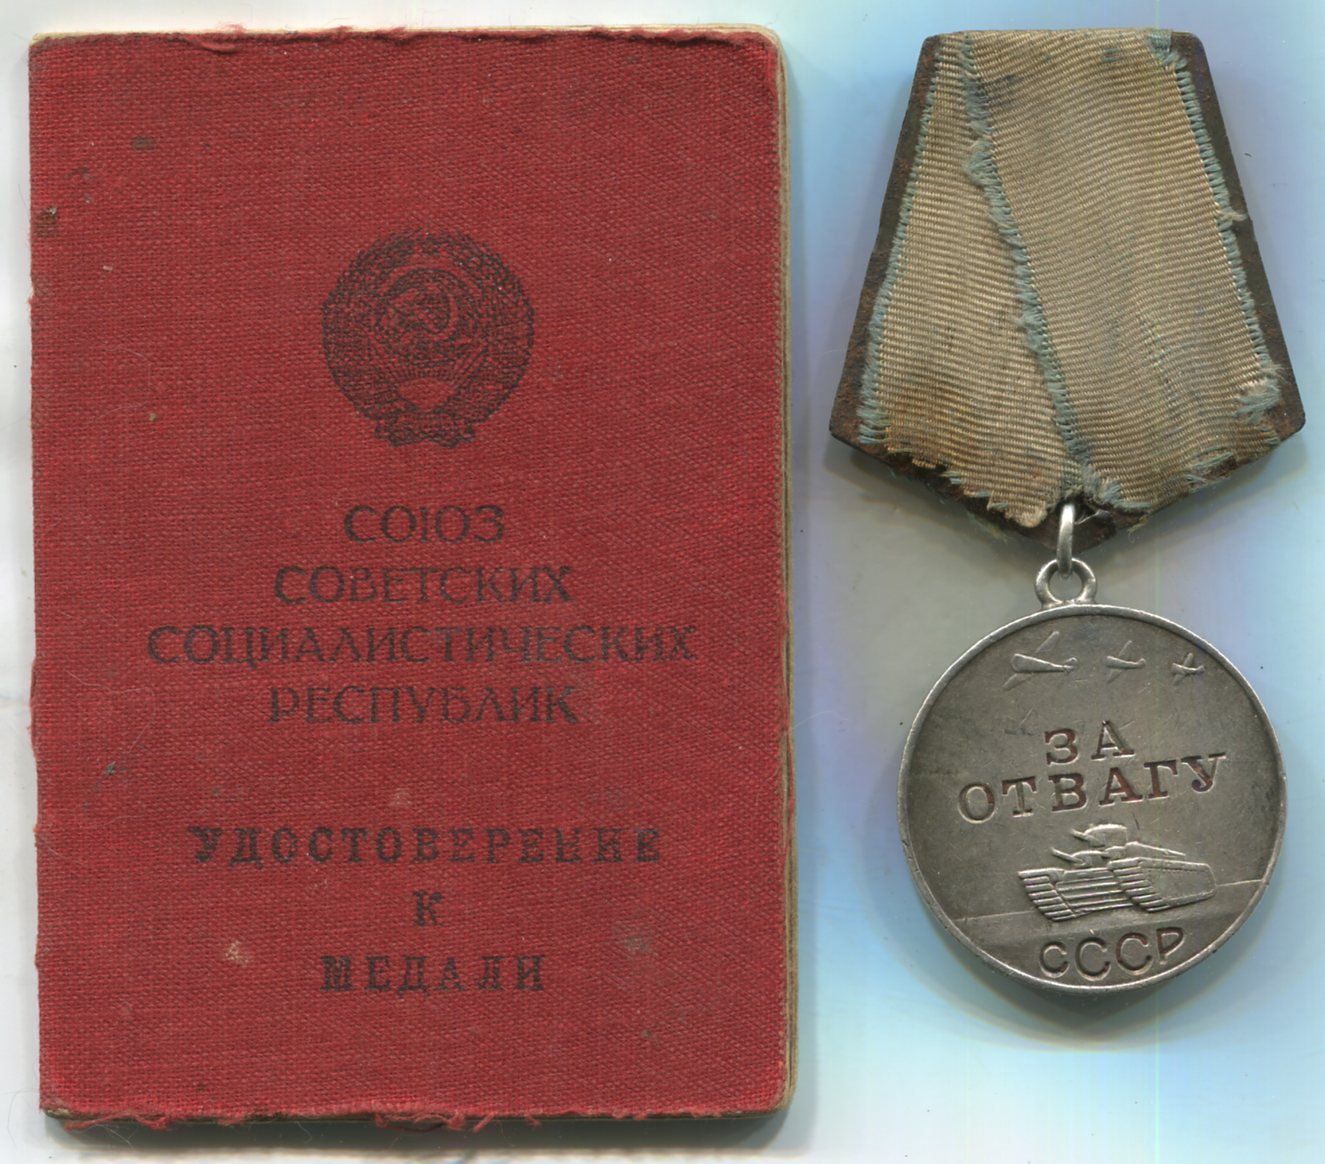 СОЮЗ
СОВЕТСКИХ
СОЦИАЛИСТИЧЕСКИХ
РЕСПУБЛИК
УДОСТОВЕРЕНИЕ
К
МЕДАЛИ
ЗА
ОТВАГУ
СССР